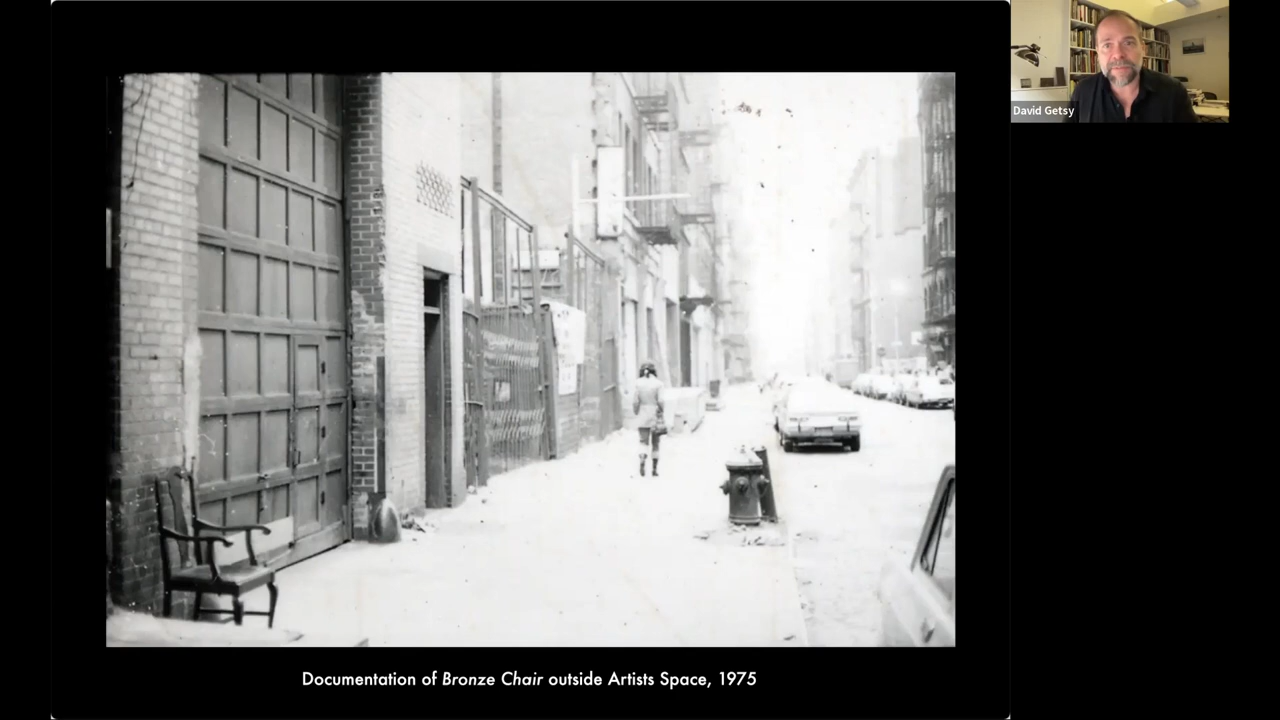 David Getsy
Documentation of Bronze Chair outside Artists Space, 1975